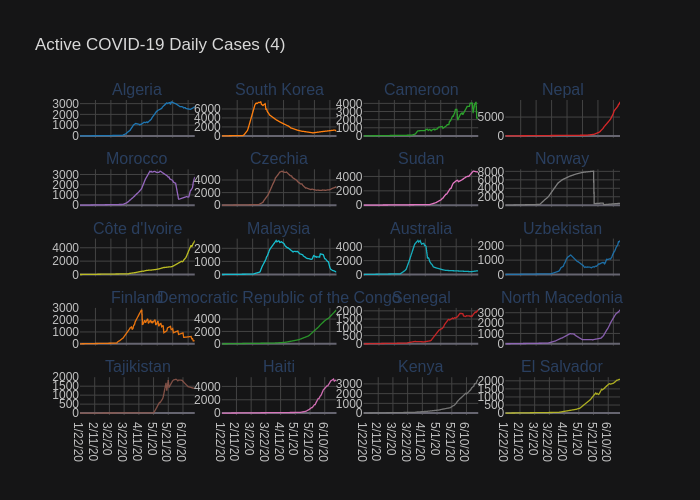 Active COVID-19 Daily Cases (4)
Algeria South Korea Cameroon Nepal
3000 2000 1000 0 6000 4000 2000 0 4000 3000 2000 1000 0 5000 0
Morocco Czechia Sudan Norway
3000 2000 1000 0 4000 2000 0 4000 2000 0 8000 6000 4000 2000 0
Côte d'Ivoire Malaysia Australia Uzbekistan
4000 2000 0 2000 1000 0 4000 2000 0 2000 1000 0
Finland Democratic Republic of the Congo Senegal North Macedonia
3000 2000 1000 0 4000 2000 0 2000 1500 1000 500 0 3000 2000 1000 0
Tajikistan Haiti Kenya El Salvador
2000 1500 1000 500 0 4000 2000 0 3000 2000 1000 0 2000 1500 1000 500 0
1/22/20 2/11/20 3/2/20 3/22/20 4/11/20 5/1/20 5/21/20 6/10/20 1/22/20 2/11/20 3/2/20 3/22/20 4/11/20 5/1/20 5/21/20 6/10/20 1/22/20 2/11/20 3/2/20 3/22/20 4/11/20 5/1/20 5/21/20 6/10/20 1/22/20 2/11/20 3/2/20 3/22/20 4/11/20 5/1/20 5/21/20 6/10/20